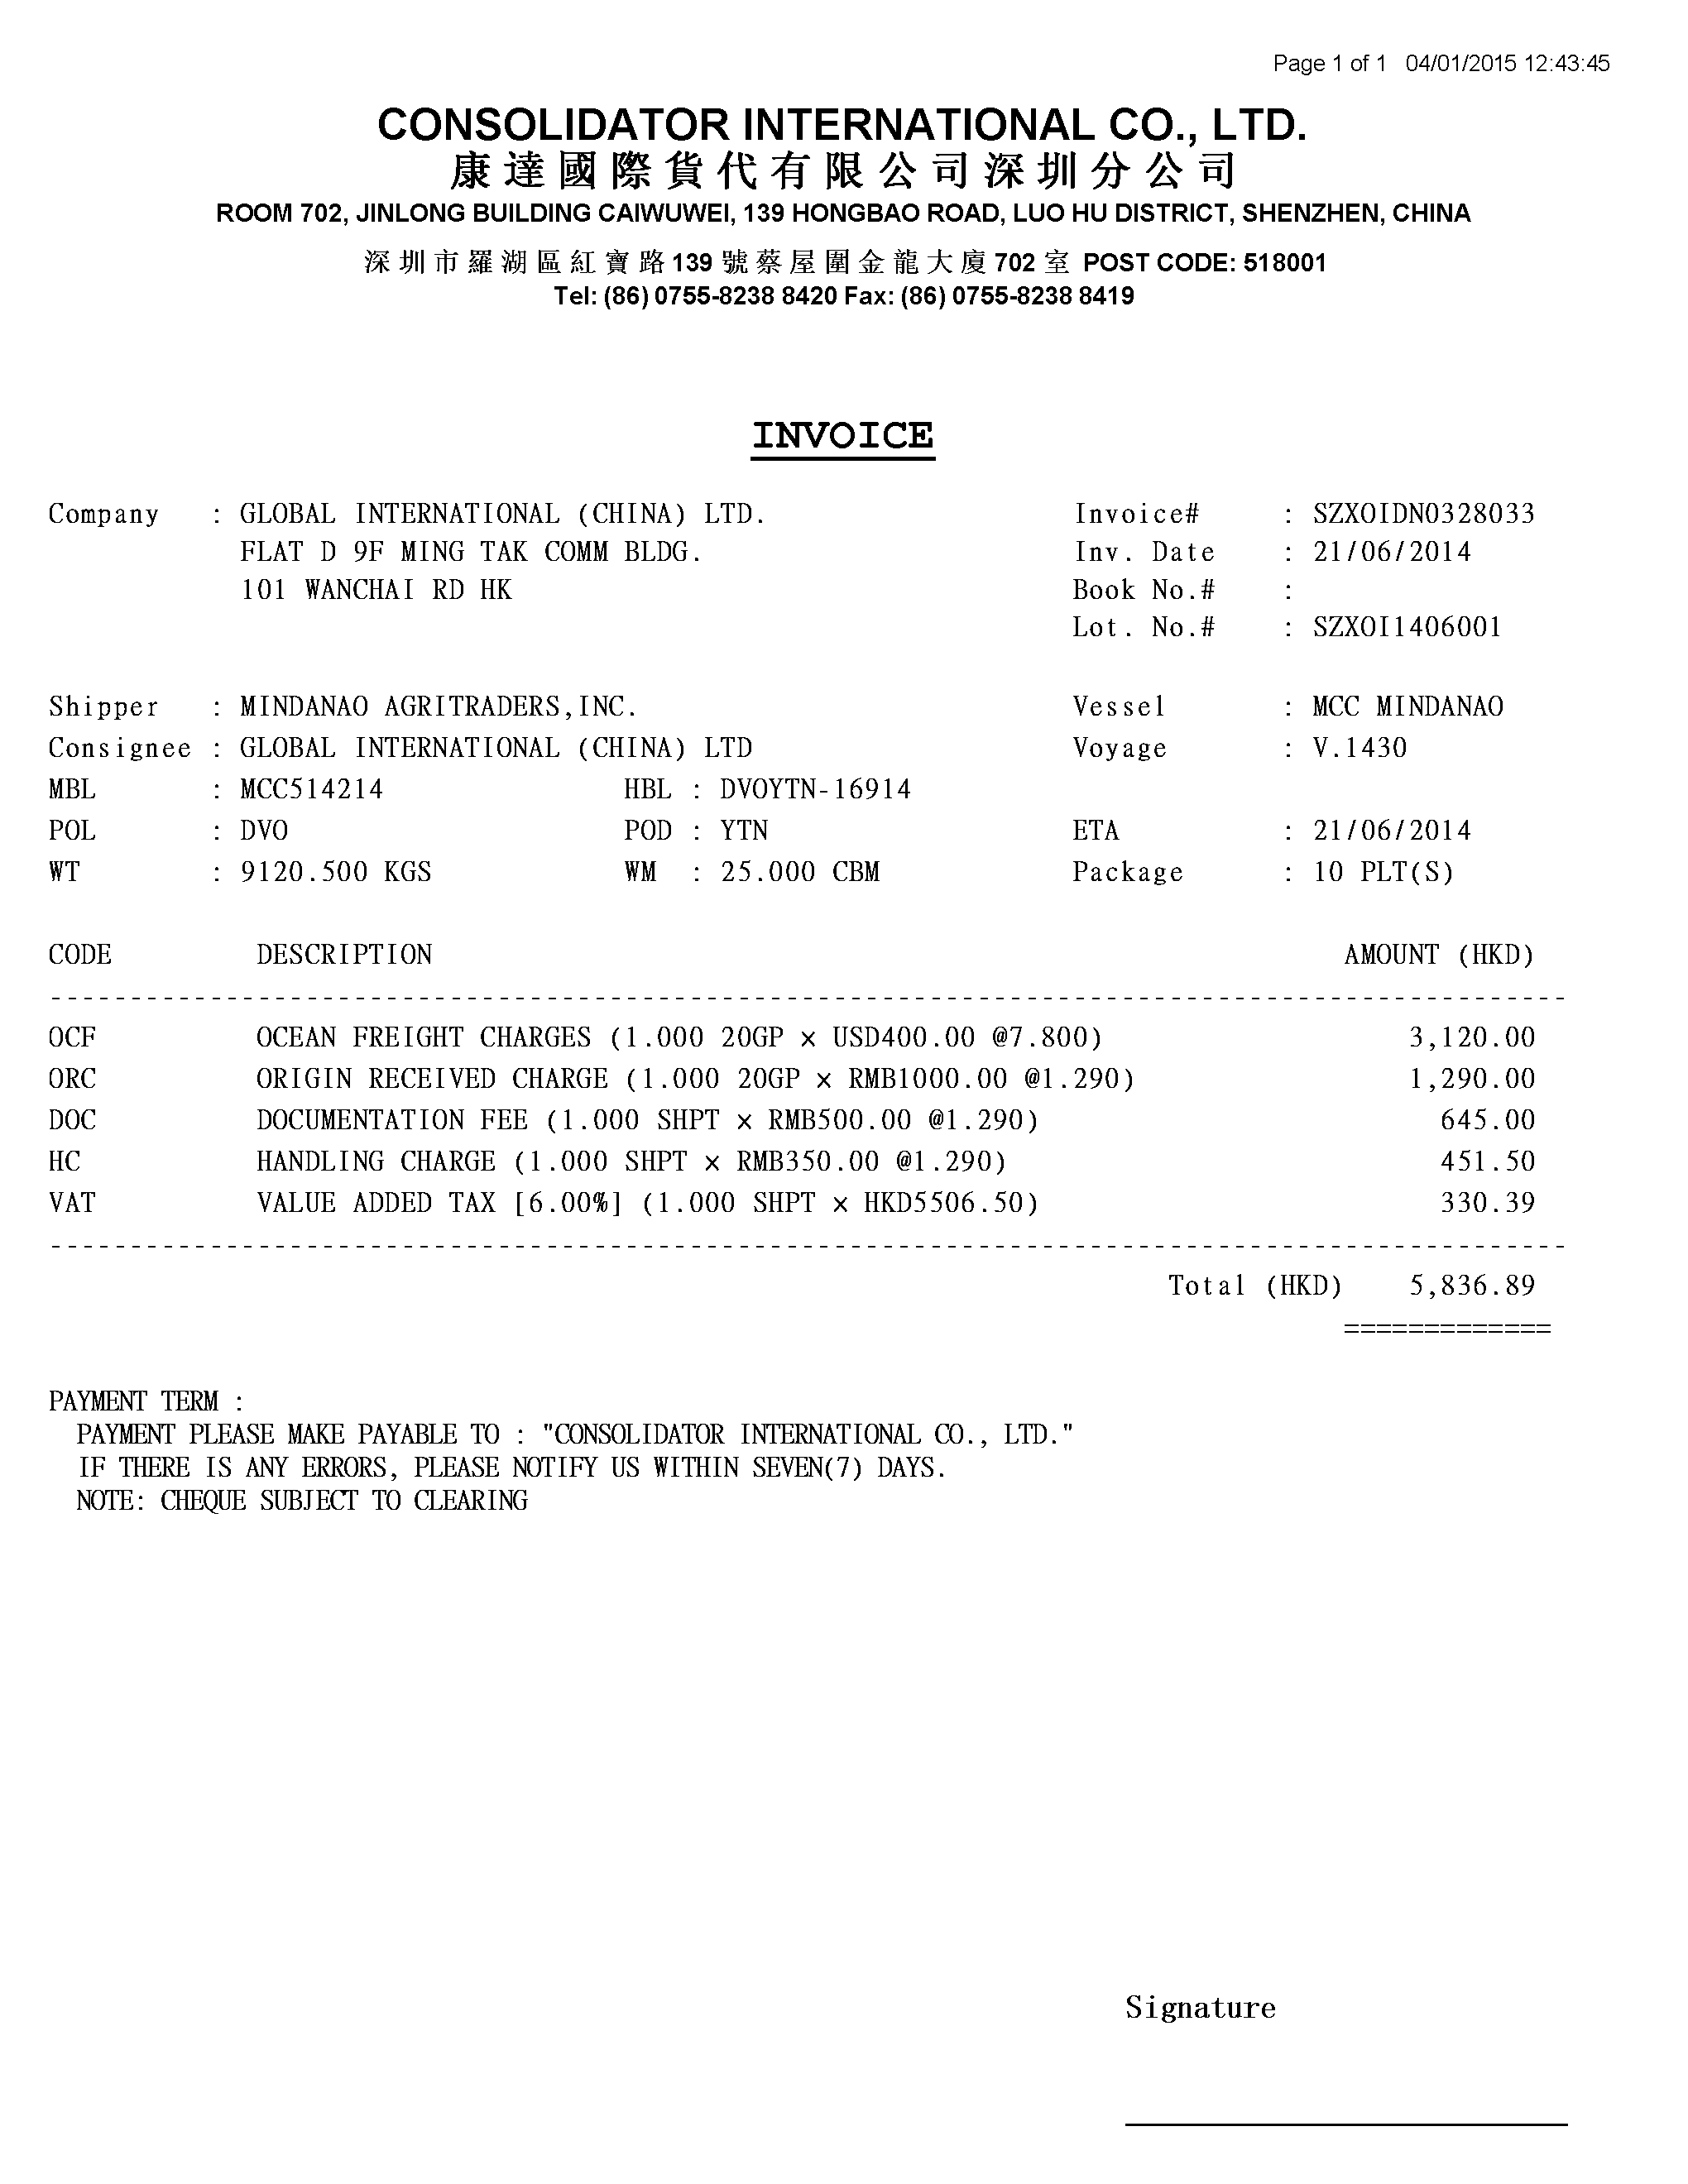 Page 1 of 1 04/01/2015 12:43:45
CONSOLIDATOR INTERNATIONAL CO., LTD.
康達國際貨代有限公司深圳分公司
ROOM 702, JINLONG BUILDING CAIWUWEI, 139 HONGBAO ROAD, LUO HU DISTRICT, SHENZHEN, CHINA
深圳市羅湖區紅寶路139號蔡屋圍金龍大廈702室 POST CODE: 518001
Tel: (86) 0755-8238 8420 Fax: (86) 0755-8238 8419
INVOICE
Company : GLOBAL INTERNATIONAL (CHINA) LTD. Invoice# : SZXOIDN0328033
FLAT D 9F MING TAK COMM BLDG. Inv. Date : 21/06/2014
101 WANCHAI RD HK Book No.# :
Lot. No.# : SZXOI1406001
Shipper : MINDANAO AGRITRADERS,INC. Vessel : MCC MINDANAO
Consignee : GLOBAL INTERNATIONAL (CHINA) LTD Voyage : V.1430
MBL : MCC514214 HBL : DVOYTN-16914
POL : DVO POD : YTN ETA : 21/06/2014
WT : 9120.500 KGS WM : 25.000 CBM Package : 10 PLT(S)
CODE DESCRIPTION AMOUNT (HKD)
OCF OCEAN FREIGHT CHARGES (1.000 20GP × USD400.00 @7.800) 3,120.00
ORC ORIGIN RECEIVED CHARGE (1.000 20GP × RMB1000.00 @1.290) 1,290.00
DOC DOCUMENTATION FEE (1.000 SHPT × RMB500.00 @1.290) 645.00
HC HANDLING CHARGE (1.000 SHPT × RMB350.00 @1.290) 451.50
VAT VALUE ADDED TAX [6.00%] (1.000 SHPT × HKD5506.50) 330.39
Total (HKD) 5,836.89
=============
PAYMENT TERM :
PAYMENT PLEASE MAKE PAYABLE TO : "CONSOLIDATOR INTERNATIONAL CO., LTD."
IF THERE IS ANY ERRORS, PLEASE NOTIFY US WITHIN SEVEN(7) DAYS.
NOTE: CHEQUE SUBJECT TO CLEARING
Signature